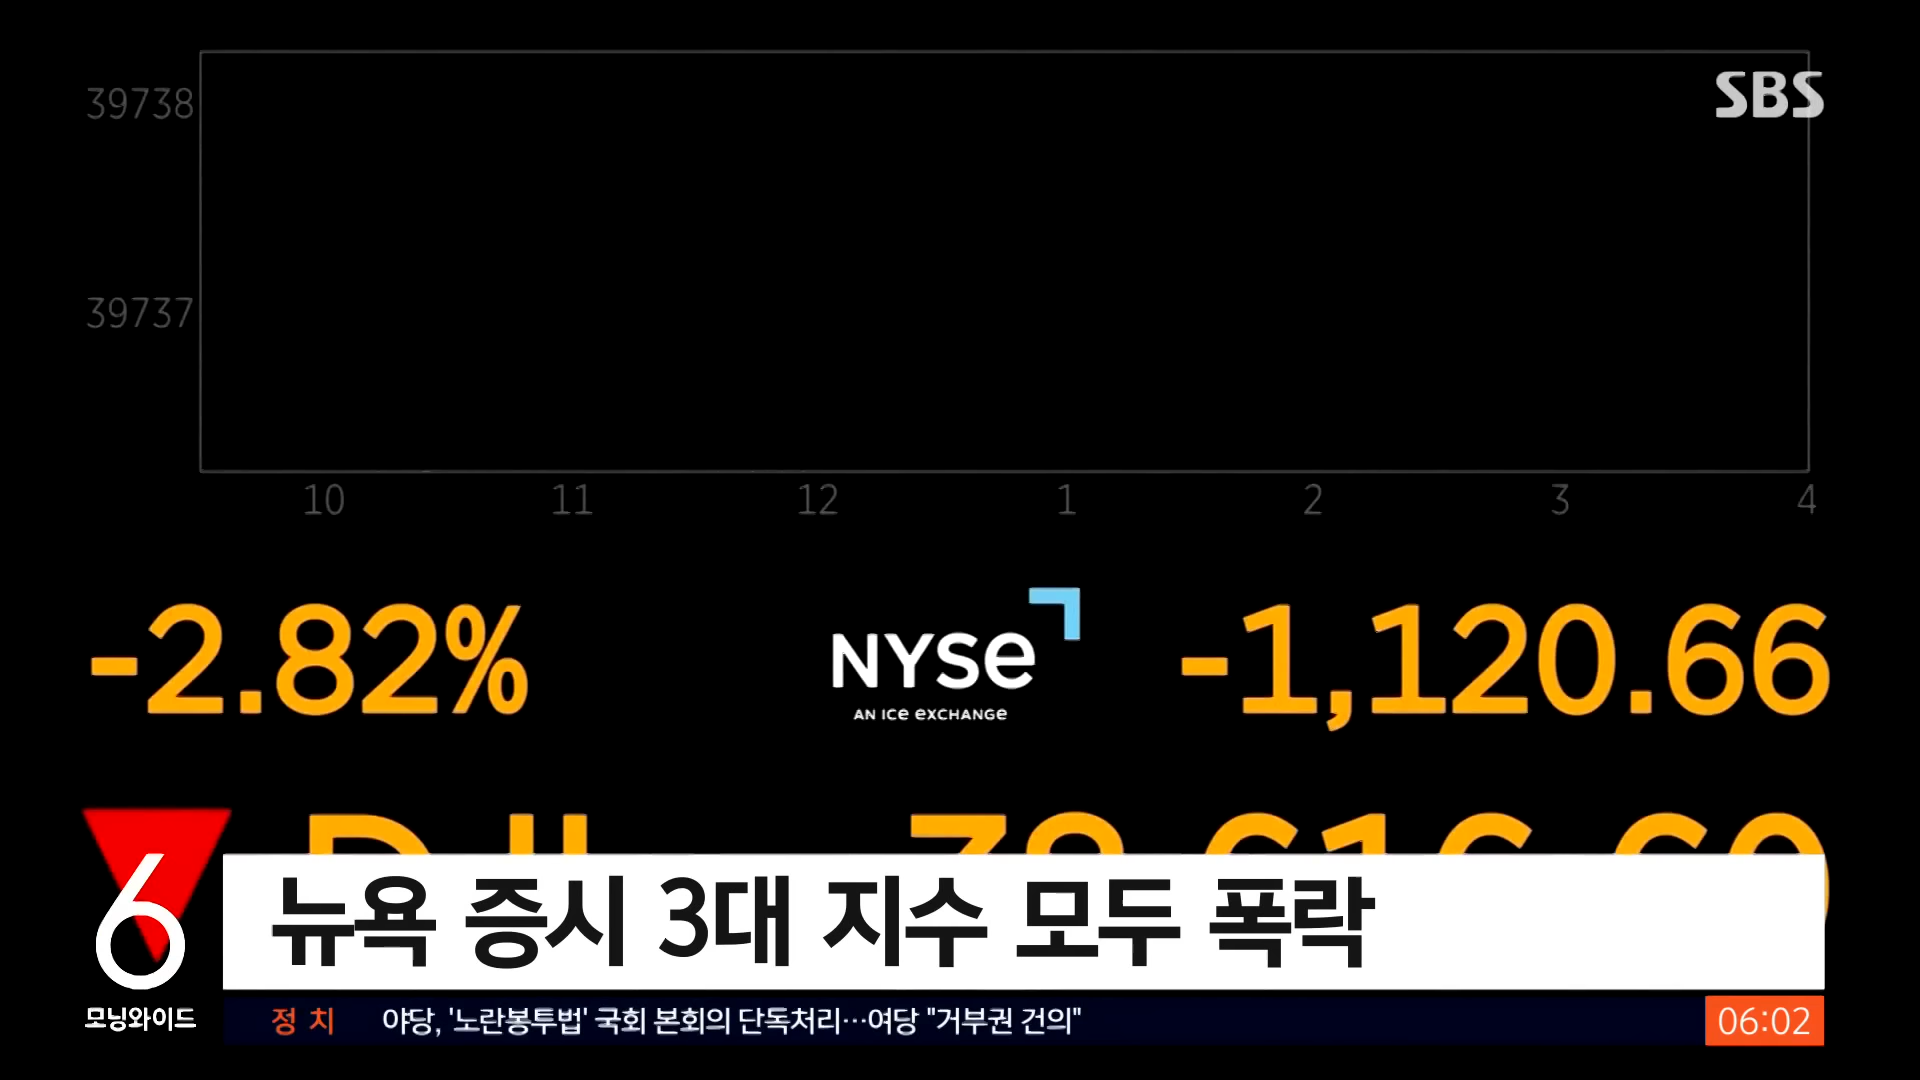 SBS
39738
39737
10 11 12 1 2 3 4
-2.82% NYSE -1,120.66
AN ICE EXCHANGE
6 뉴욕 증시 3대 지수 모두 폭락
모닝와이드 정치 야당, '노란봉투법' 국회 본회의 단독처리…여당 "거부권 건의" 06:02